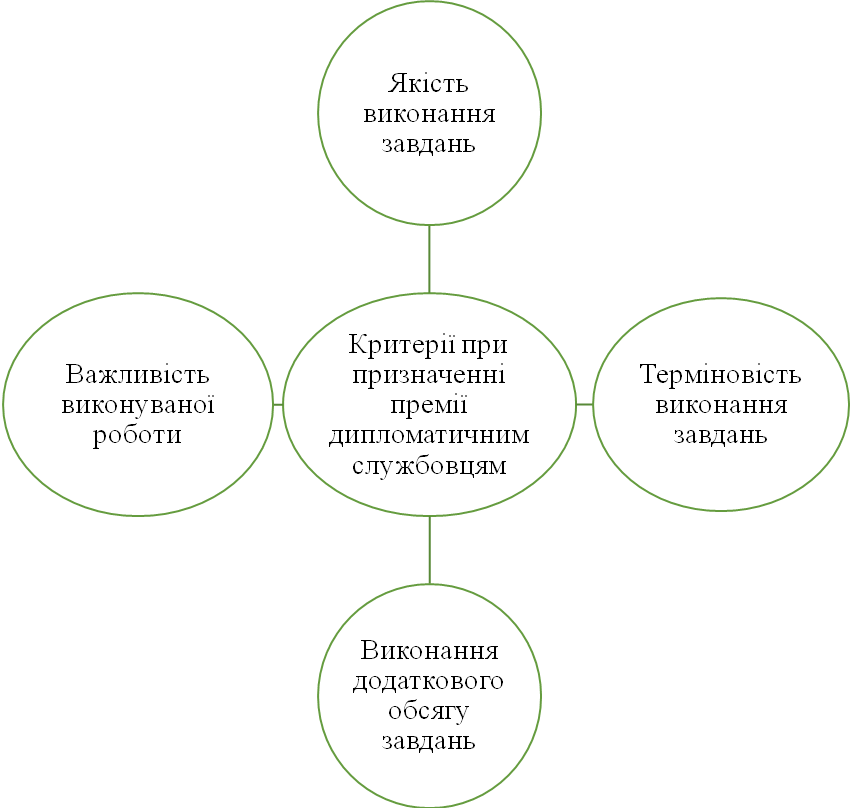 Якість
виконання
завдань
Важливість
виконуваної
роботи
Критерії при
призначенні
премії
дипломатичним
службовцям
Терміновість
виконання
завдань
Виконання
додаткового
обсягу
завдань